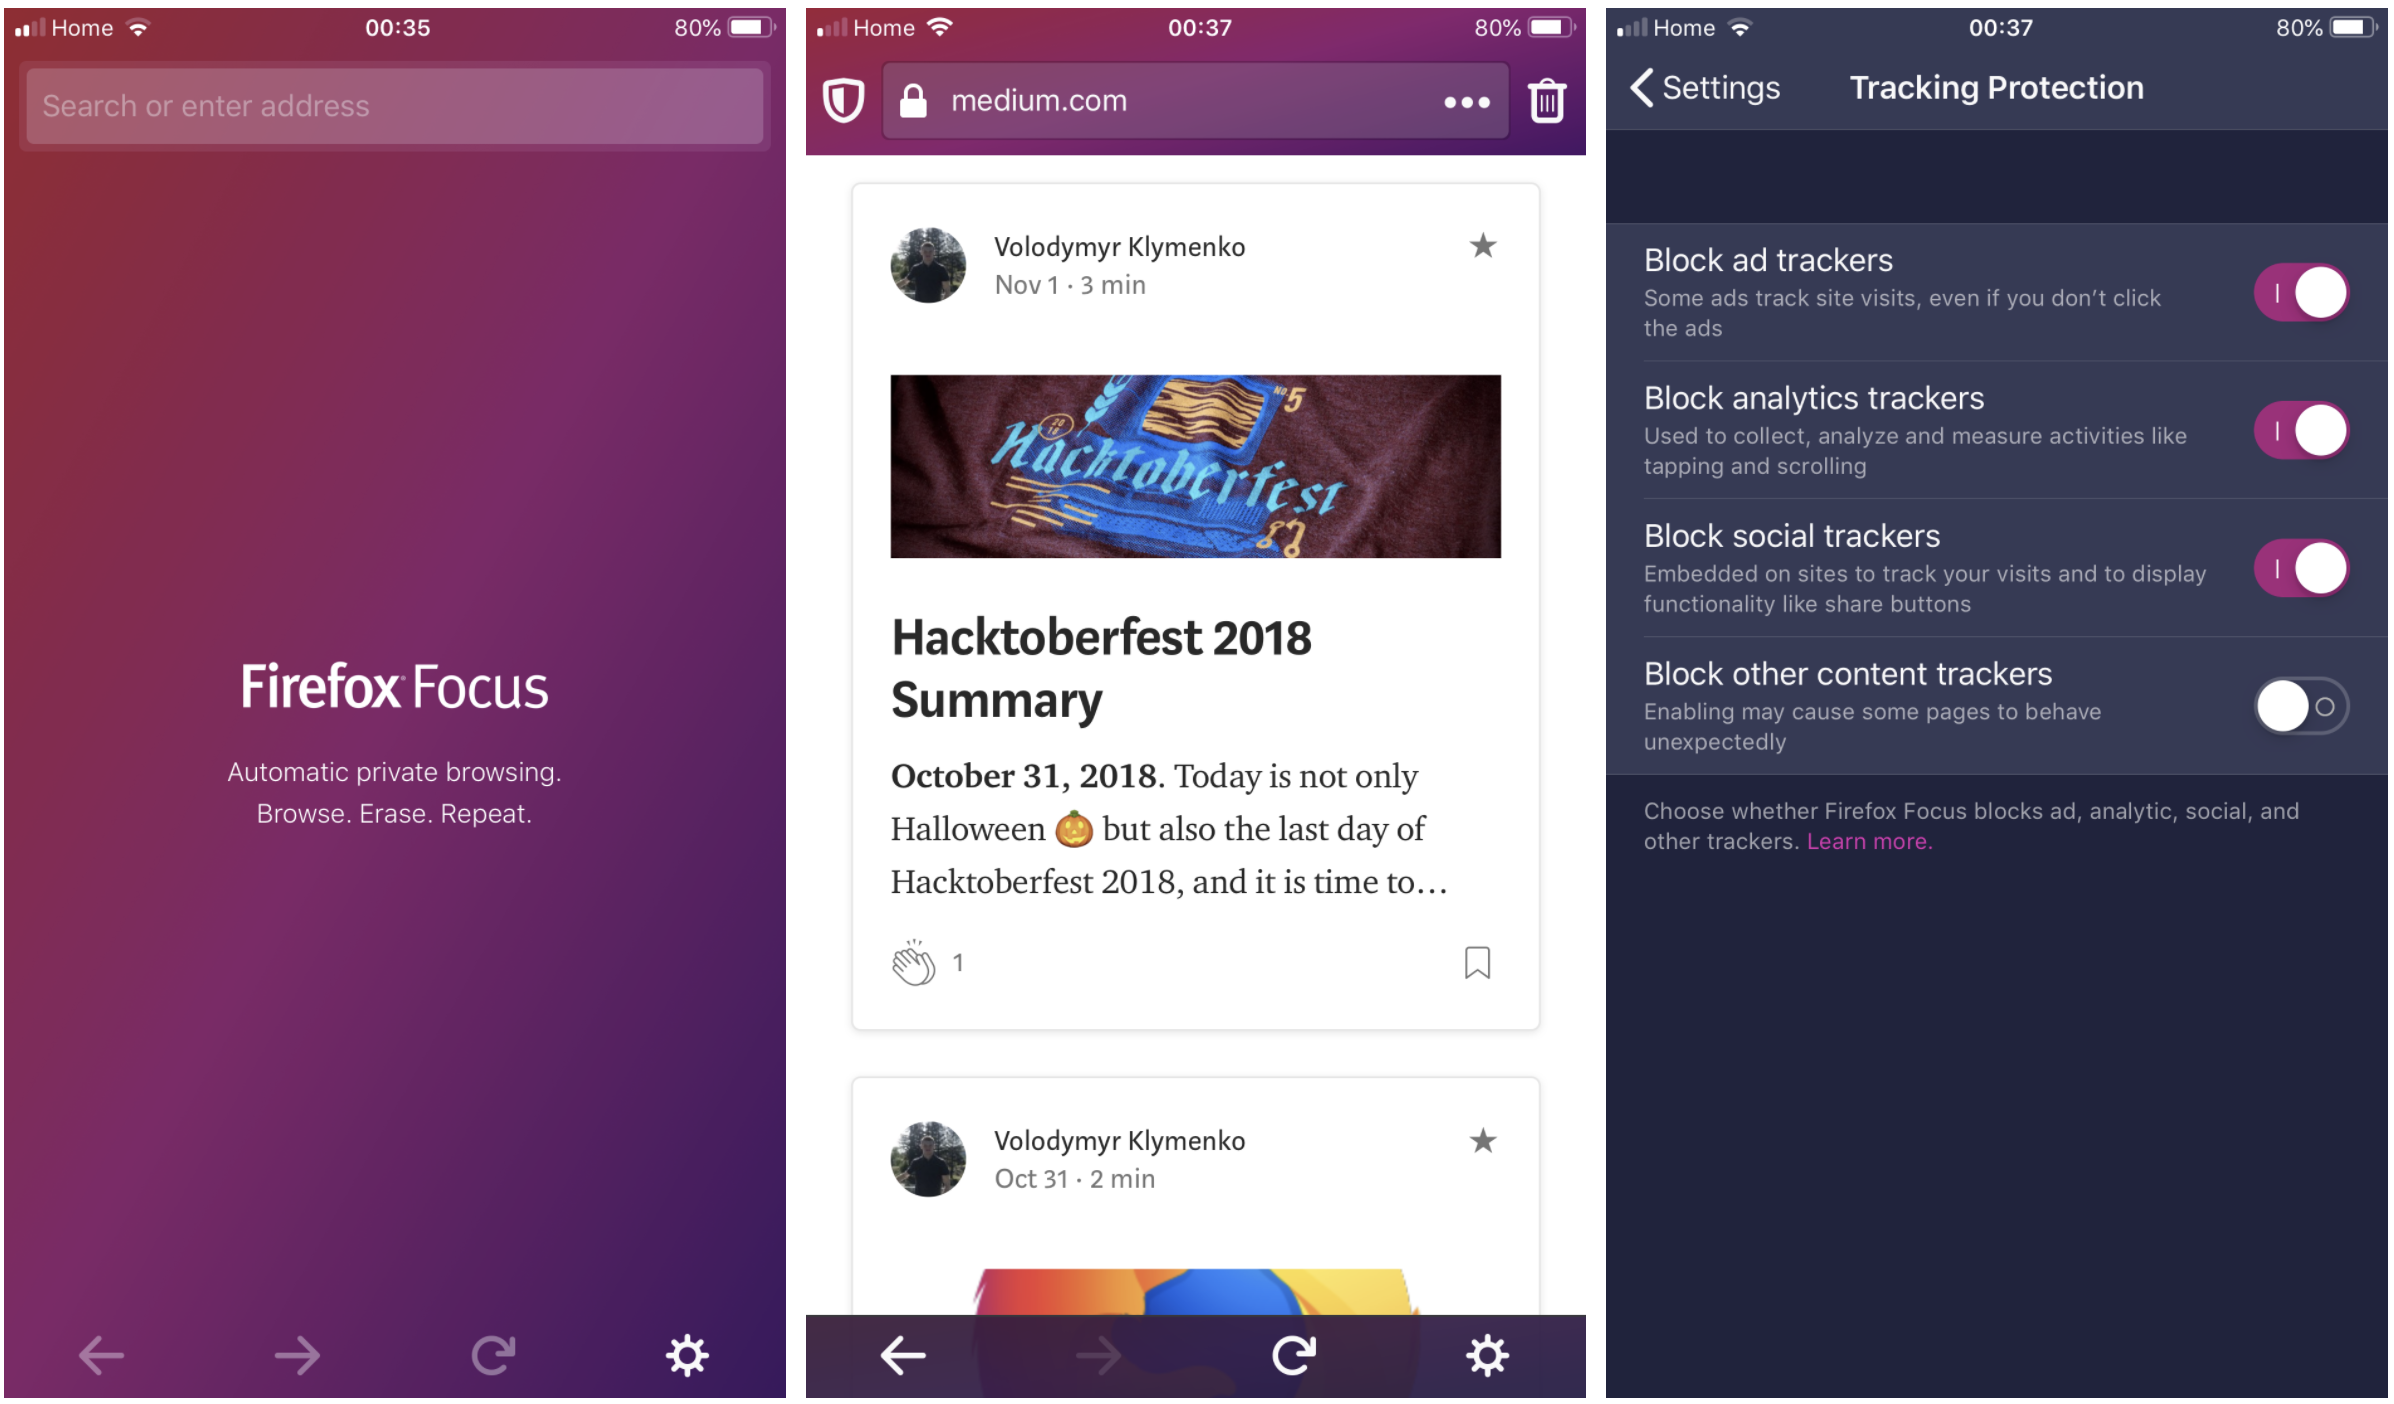 Home 00:35 80%
Search or enter address
Firefox Focus
Automatic private browsing.
Browse. Erase. Repeat.
Home 00:37 80%
medium.com
Volodymyr Klymenko
Nov 1 · 3 min
No 5
2018
Hacktoberfest
Hacktoberfest 2018
Summary
October 31, 2018. Today is not only
Halloween 🎃 but also the last day of
Hacktoberfest 2018, and it is time to…
1
Volodymyr Klymenko
Oct 31 · 2 min
Home 00:37 80%
Settings Tracking Protection
Block ad trackers
Some ads track site visits, even if you don’t click
the ads
Block analytics trackers
Used to collect, analyze and measure activities like
tapping and scrolling
Block social trackers
Embedded on sites to track your visits and to display
functionality like share buttons
Block other content trackers
Enabling may cause some pages to behave
unexpectedly
Choose whether Firefox Focus blocks ad, analytic, social, and
other trackers. Learn more.